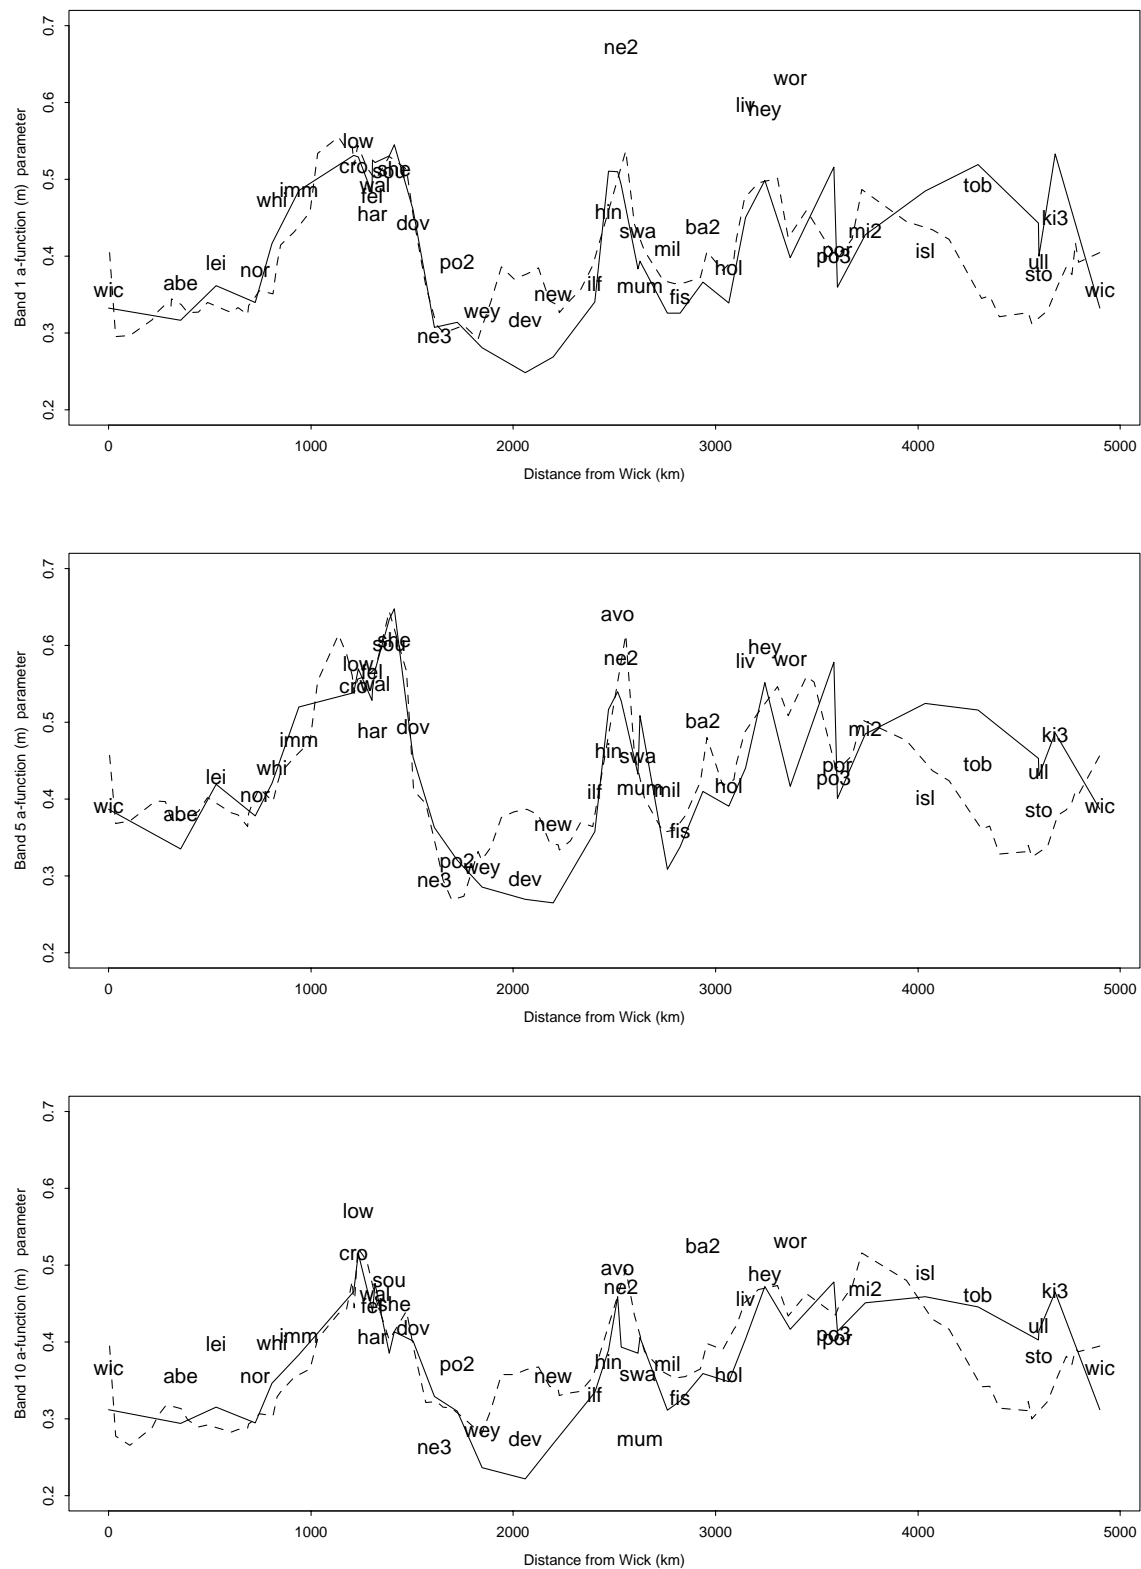 0.7
ne2
wor
liv hey
0.6
low
cro
she
sou
wal
imm
fel
whi
tob
Band 1 a-function (m) parameter
0.5
har
hin
ki3
dov
ba2
swa
mi2
mil
por
isl
po3
po2
lei
nor
hol
ull
sto
0.4
abe
ilf
mum
wic
wic
new
fis
wey
dev
0.3
ne3
0.2
0 1000 2000 3000 4000 5000
Distance from Wick (km)
0.7
avo
0.6
she
sou
hey
wor
liv
ne2
low
fel
cro
wal
Band 5 a-function (m) parameter
0.5
har
dov
ba2
mi2
ki3
imm
hin
swa
whi
por
tob
lei
po3
ull
hol
mum
mil
ilf
nor
isl
0.4
wic
abe
sto
wic
new
fis
po2
wey
ne3
dev
0.3
0.2
0 1000 2000 3000 4000 5000
Distance from Wick (km)
0.7
0.6
low
wor
ba2
cro
avo
hey
isl
Band 10 a-function (m) parameter
0.5
sou
ne2
mi2
ki3
wal
fel
she
liv
tob
dov
har
po3
por
ull
imm
whi
lei
0.4
hin
sto
po2
mil
wic
wic
abe
nor
new
swa
hol
ilf
fis
wey
dev
mum
0.3
ne3
0.2
0 1000 2000 3000 4000 5000
Distance from Wick (km)